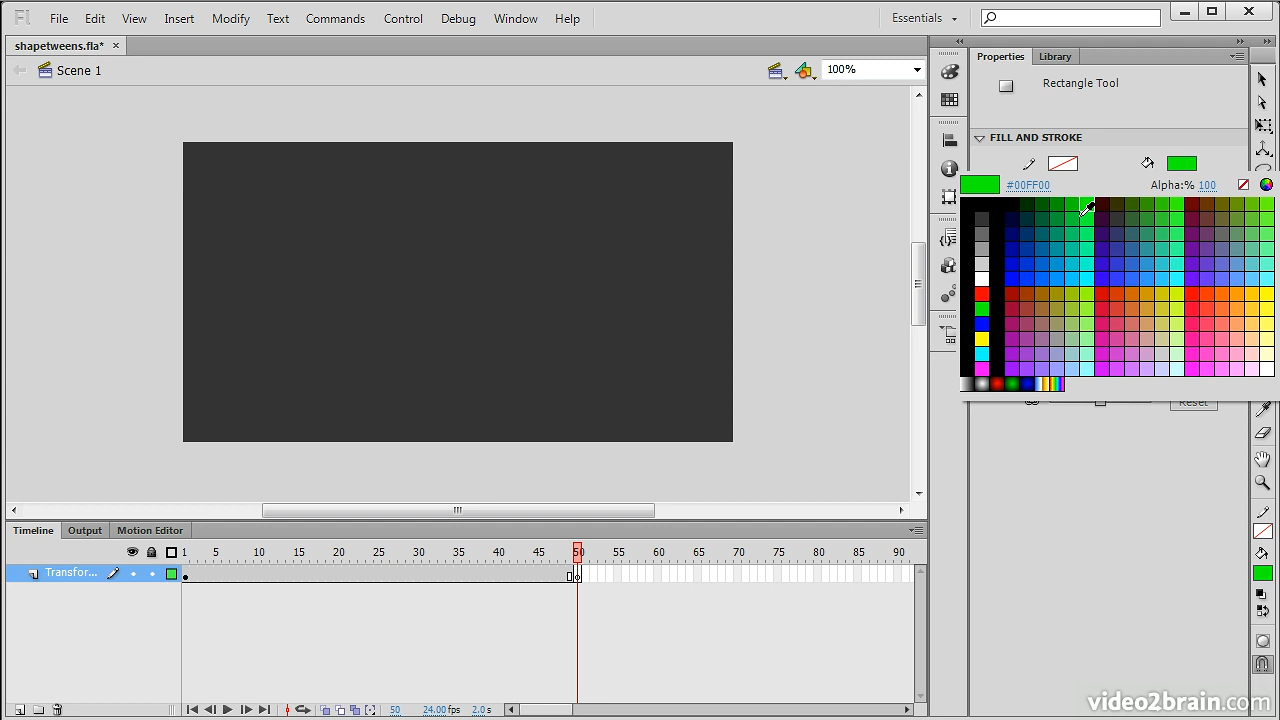 Fl File Edit View Insert Modify Text Commands Control Debug Window Help Essentials
shapetweens.fla* ×
Properties Library
Scene 1 100%
Rectangle Tool
FILL AND STROKE
#00FF00 Alpha:% 100
Reset
Timeline Output Motion Editor
1 5 10 15 20 25 30 35 40 45 50 55 60 65 70 75 80 85 90
Transfor...
50 24.00 fps 2.0 s
video2brain.com